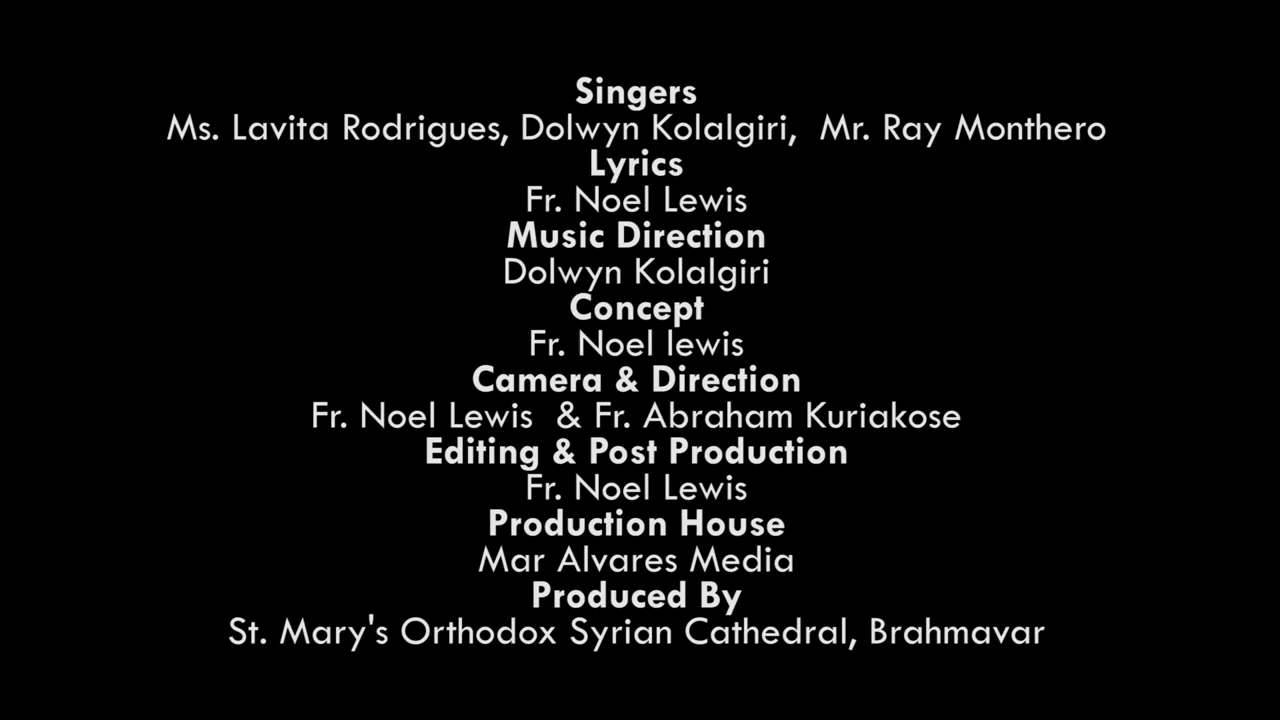 Singers
Ms. Lavita Rodrigues, Dolwyn Kolalgiri,  Mr. Ray Monthero
Lyrics
Fr. Noel Lewis
Music Direction
Dolwyn Kolalgiri
Concept
Fr. Noel lewis
Camera & Direction
Fr. Noel Lewis  & Fr. Abraham Kuriakose
Editing & Post Production
Fr. Noel Lewis
Production House
Mar Alvares Media
Produced By
St. Mary's Orthodox Syrian Cathedral, Brahmavar